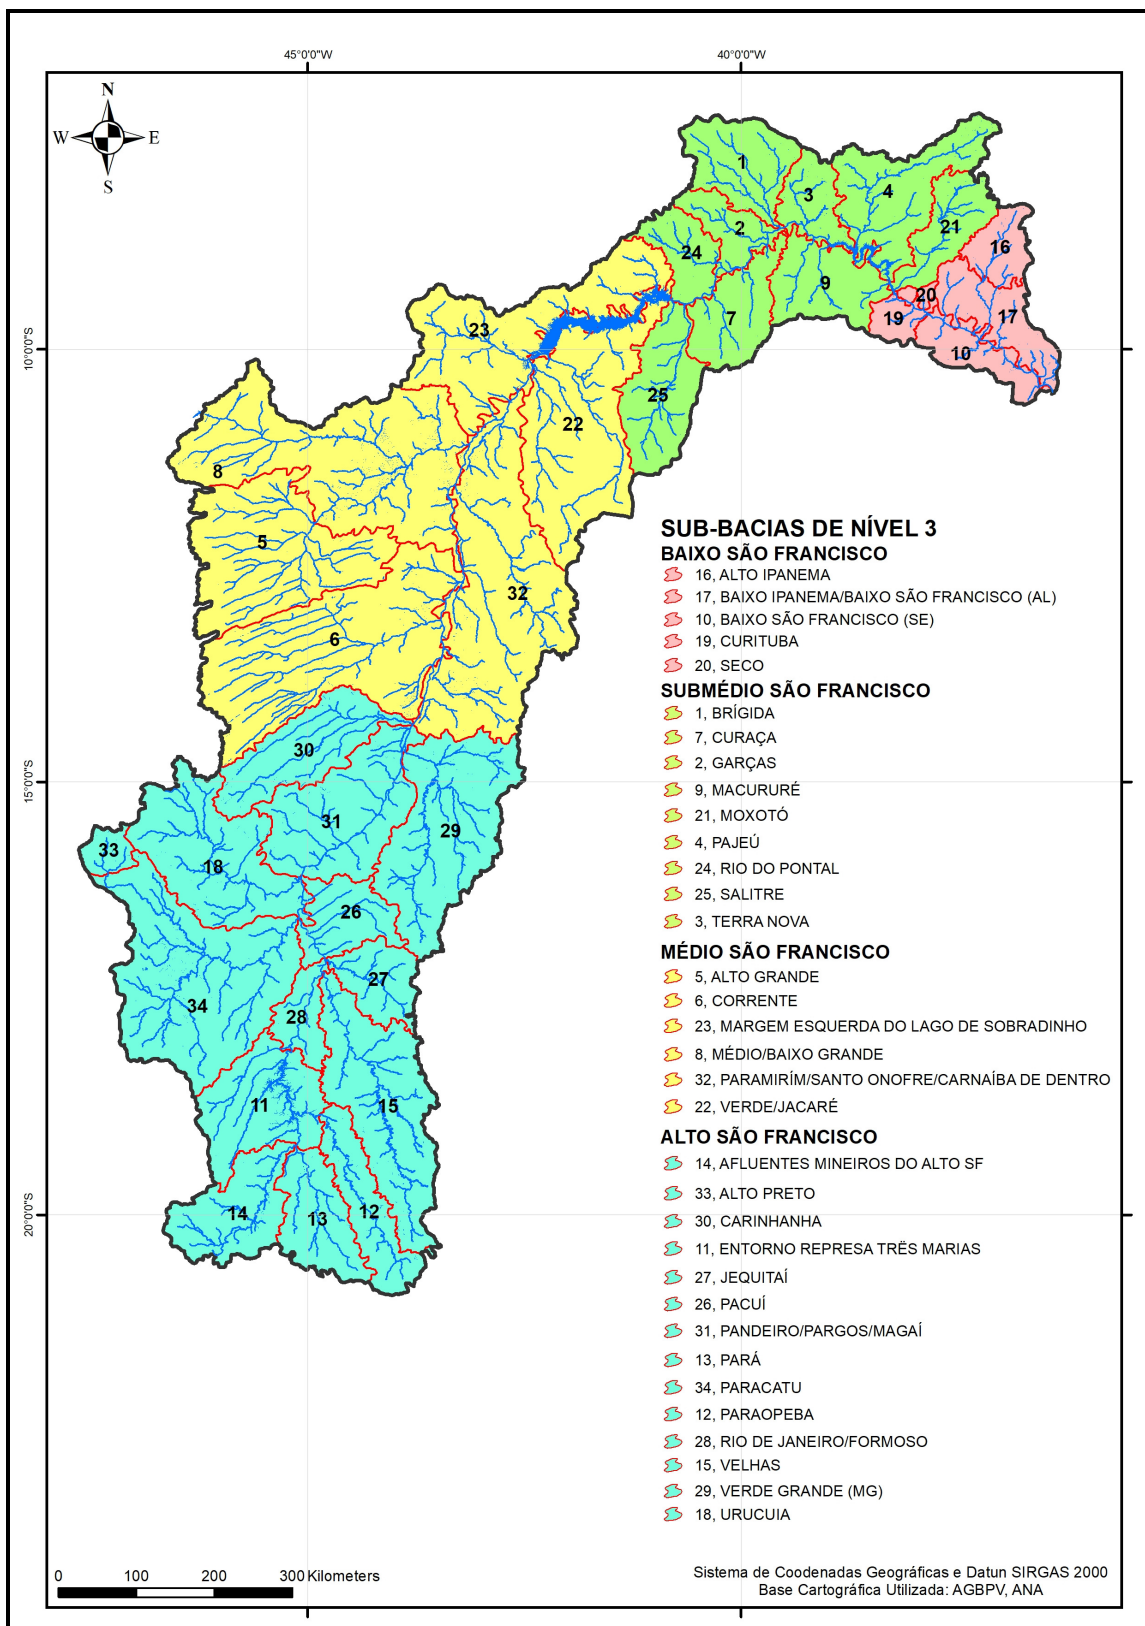 45°0'0"W
40°0'0"W
N
W
E
S
1
3
4
2
21
24
16
9
20
7
19
17
23
10
25
22
8
5
32
6
10°0'0"S
30
31
29
33
18
26
27
34
28
11
15
14
13
12
15°0'0"S
20°0'0"S
SUB-BACIAS DE NÍVEL 3
BAIXO SÃO FRANCISCO
16, ALTO IPANEMA
17, BAIXO IPANEMA/BAIXO SÃO FRANCISCO (AL)
10, BAIXO SÃO FRANCISCO (SE)
19, CURITUBA
20, SECO
SUBMÉDIO SÃO FRANCISCO
1, BRÍGIDA
7, CURAÇA
2, GARÇAS
9, MACURURÉ
21, MOXOTÓ
4, PAJEÚ
24, RIO DO PONTAL
25, SALITRE
3, TERRA NOVA
MÉDIO SÃO FRANCISCO
5, ALTO GRANDE
6, CORRENTE
23, MARGEM ESQUERDA DO LAGO DE SOBRADINHO
8, MÉDIO/BAIXO GRANDE
32, PARAMIRÍM/SANTO ONOFRE/CARNAÍBA DE DENTRO
22, VERDE/JACARÉ
ALTO SÃO FRANCISCO
14, AFLUENTES MINEIROS DO ALTO SF
33, ALTO PRETO
30, CARINHANHA
11, ENTORNO REPRESA TRÊS MARIAS
27, JEQUITAÍ
26, PACUÍ
31, PANDEIRO/PARGOS/MAGAÍ
13, PARÁ
34, PARACATU
12, PARAOPEBA
28, RIO DE JANEIRO/FORMOSO
15, VELHAS
29, VERDE GRANDE (MG)
18, URUCUIA
0 100 200 300 Kilometers
Sistema de Coodenadas Geográficas e Datun SIRGAS 2000
Base Cartográfica Utilizada: AGBPV, ANA